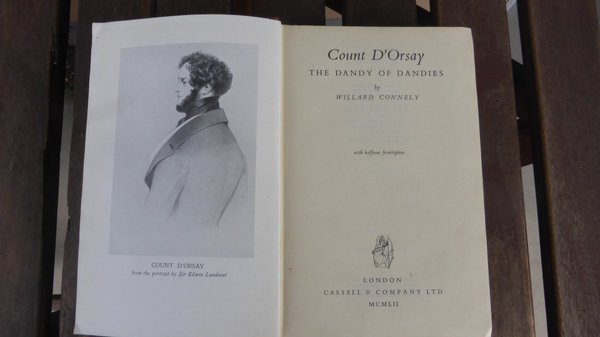 COUNT D'ORSAY
from the portrait by Sir Edwin Landseer
Count D'Orsay
THE DANDY OF DANDIES
by
WILLARD CONNELY
with halftone frontispiece
LONDON
CASSELL & COMPANY LTD
MCMLII